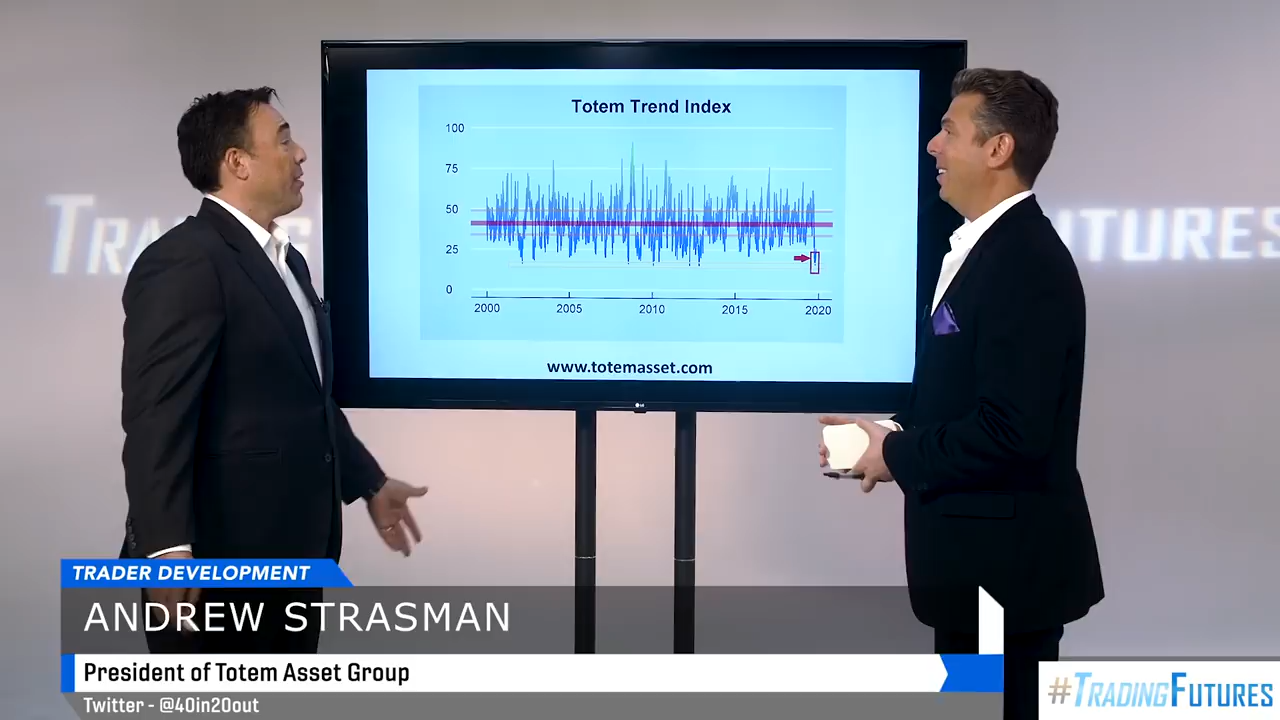 Totem Trend Index
100
75
50
25
0
2000 2005 2010 2015 2020
www.totemasset.com
LG
TRADER DEVELOPMENT
ANDREW STRASMAN
President of Totem Asset Group
Twitter - @40in20out
#TRADINGFUTURES